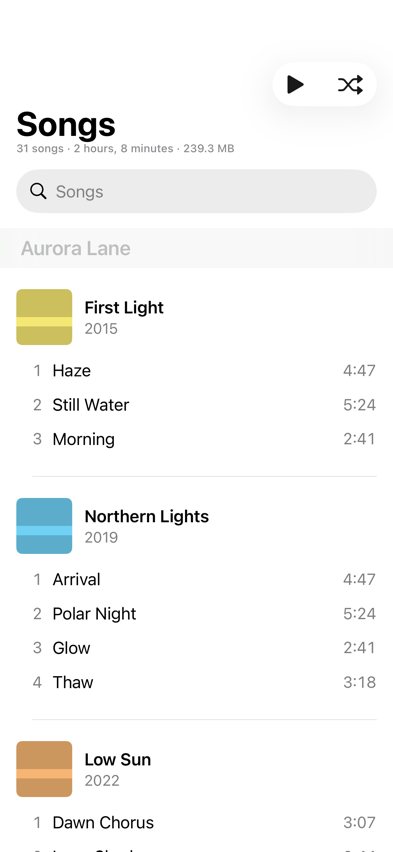 Songs
31 songs · 2 hours, 8 minutes · 239.3 MB
Songs
Aurora Lane
First Light
2015
1 Haze 4:47
2 Still Water 5:24
3 Morning 2:41
Northern Lights
2019
1 Arrival 4:47
2 Polar Night 5:24
3 Glow 2:41
4 Thaw 3:18
Low Sun
2022
1 Dawn Chorus 3:07